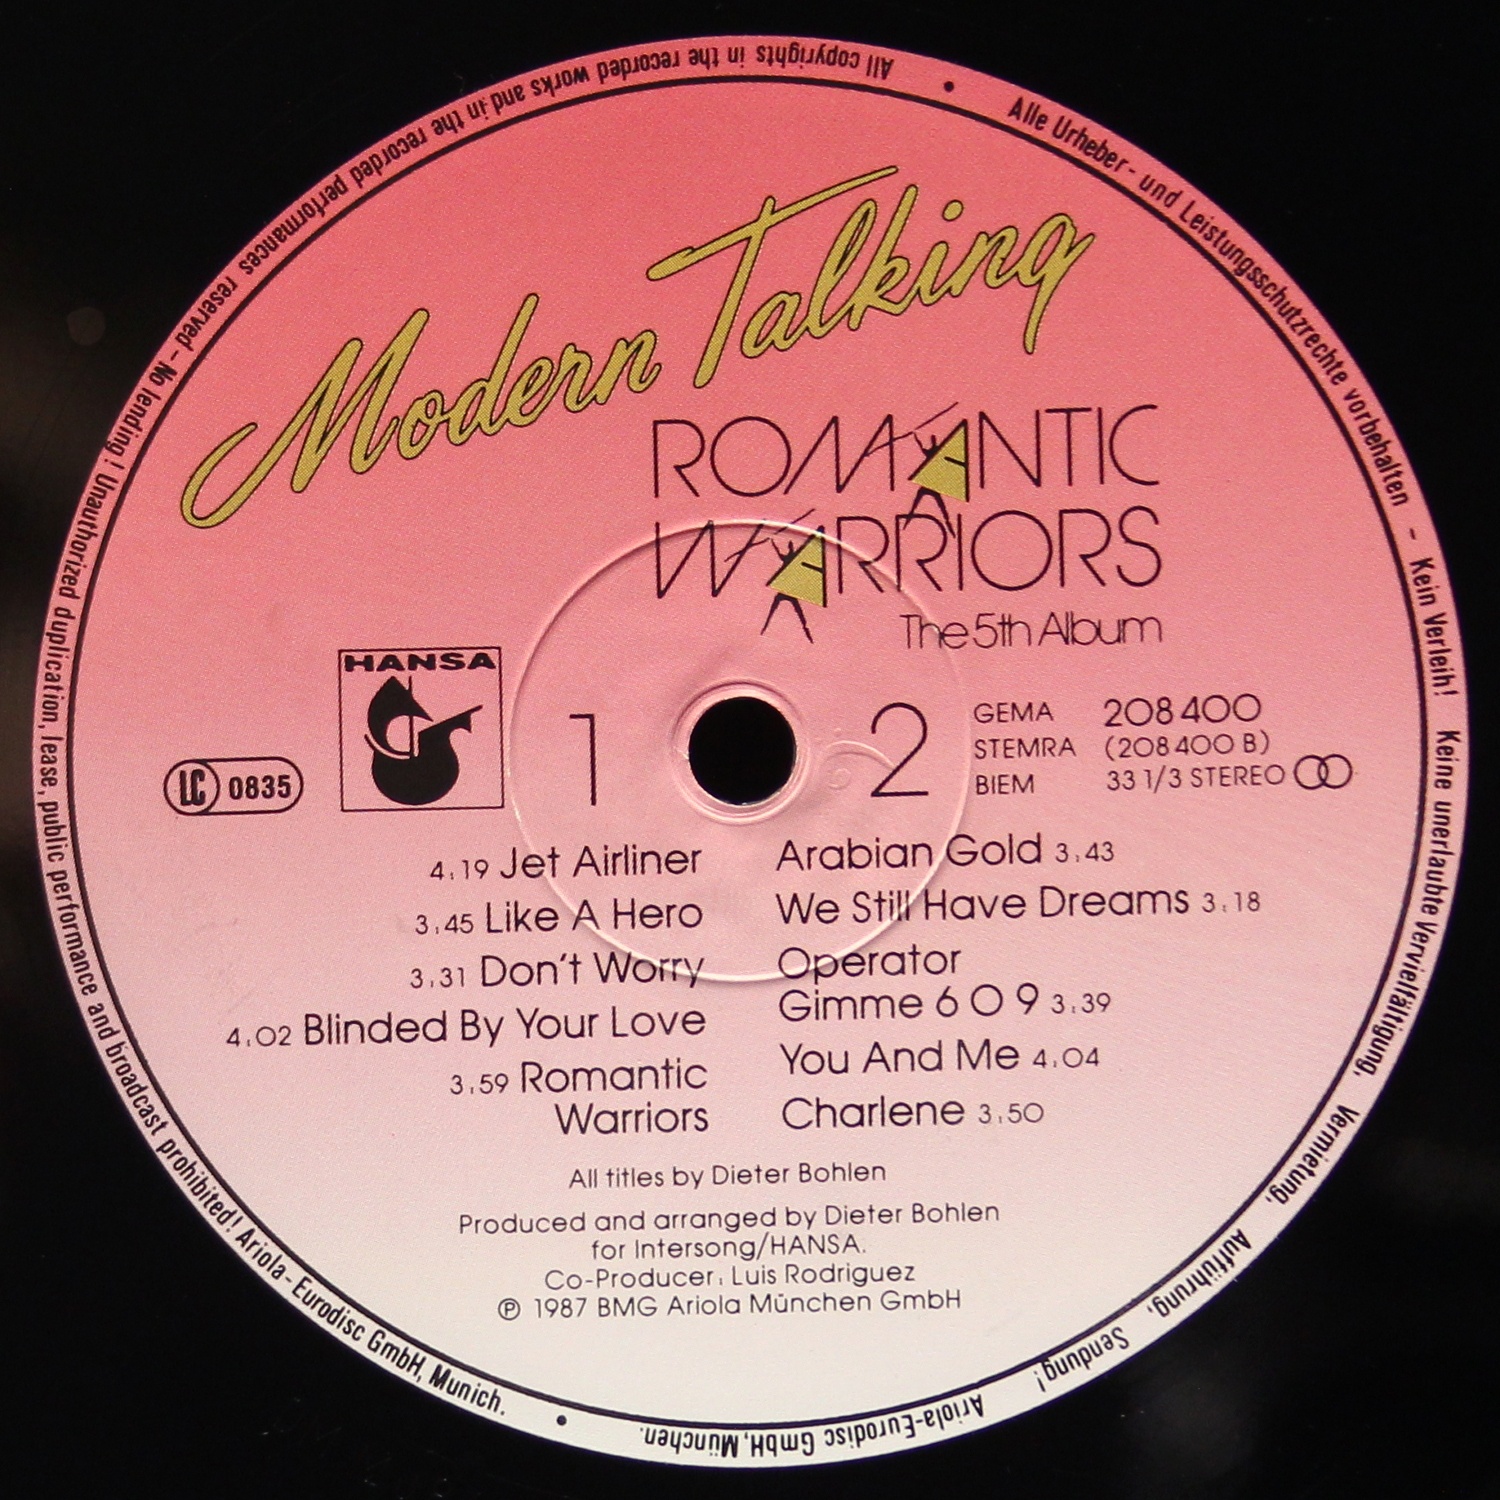 All copyrights in the recorded works and in the recorded performances reserved – No lending! Unauthorized duplication, lease, public performance and broadcast prohibited! Ariola-Eurodisc GmbH, Munich.
Alle Urheber- und Leistungsschutzrechte vorbehalten – Kein Verleih! Keine unerlaubte Vervielfältigung, Vermietung, Aufführung, Sendung!
Ariola-Eurodisc GmbH, München.
Modern Talking
ROMANTIC
WARRIORS
The 5th Album
HANSA
LC 0835
1
2
GEMA
STEMRA
BIEM
208 400
(208 400 B)
33 1/3 STEREO
4.19 Jet Airliner
3.45 Like A Hero
3.31 Don't Worry
4.02 Blinded By Your Love
3.59 Romantic
Warriors
Arabian Gold 3.43
We Still Have Dreams 3.18
Operator
Gimme 6 O 9 3.39
You And Me 4.04
Charlene 3.50
All titles by Dieter Bohlen
Produced and arranged by Dieter Bohlen
for Intersong/HANSA.
Co-Producer: Luis Rodriguez
℗ 1987 BMG Ariola München GmbH